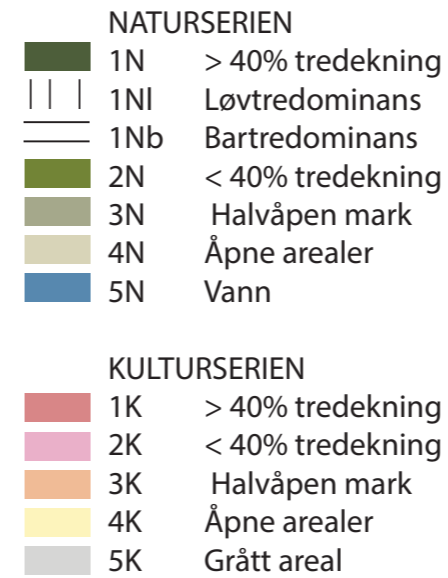 NATURSERIEN
1N > 40% tredekning
1Nl Løvtredominans
1Nb Bartredominans
2N < 40% tredekning
3N Halvåpen mark
4N Åpne arealer
5N Vann
KULTURSERIEN
1K > 40% tredekning
2K < 40% tredekning
3K Halvåpen mark
4K Åpne arealer
5K Grått areal